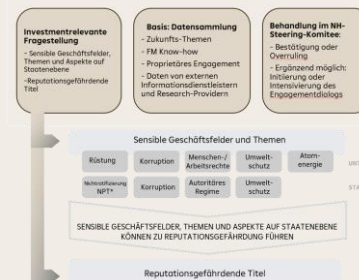 Investmentrelevante
Fragestellung
- Sensible Geschäftsfelder,
Themen und Aspekte auf
Staatenebene
-Reputationsgefährdende
Titel
Basis: Datensammlung
- Zukunfts-Themen
- FM Know-how
- Proprietäres Engagement
- Daten von externen
Informationsdienstleistern
und Research-Providern
Behandlung im NH-
Steering-Komitee:
- Bestätigung oder
Overruling
- Ergänzend möglich:
Initiierung oder
Intensivierung des
Engagementdialogs
Sensible Geschäftsfelder und Themen
Rüstung
Korruption
Menschen-/
Arbeitsrechte
Umwelt-
schutz
Atom-
energie
Nichtratifizierung
NPT*
Korruption
Autoritäres
Regime
Umwelt-
schutz
SENSIBLE GESCHÄFTSFELDER, THEMEN UND ASPEKTE AUF STAATENEBENE
KÖNNEN ZU REPUTATIONSGEFÄHRDUNG FÜHREN
Reputationsgefährdende Titel